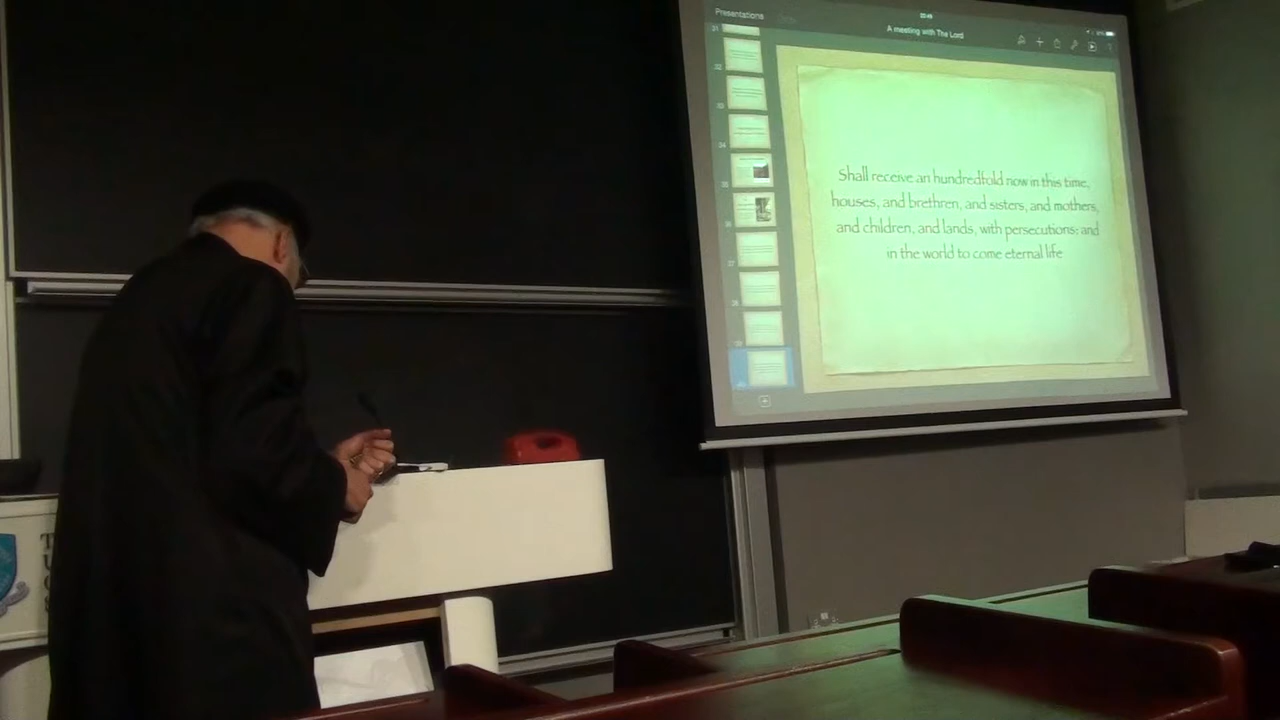 Presentations
A meeting with The Lord
Shall receive an hundredfold now in this time,
houses, and brethren, and sisters, and mothers,
and children, and lands, with persecutions: and
in the world to come eternal life